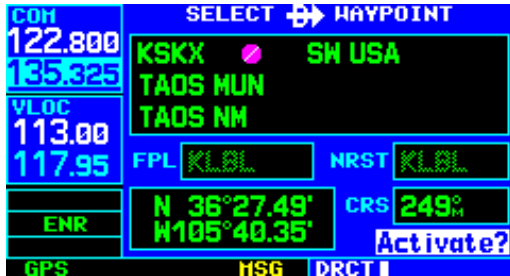 COM
122.800
135.325
VLOC
113.00
117.95
ENR
GPS
SELECT WAYPOINT
KSKX SW USA
TAOS MUN
TAOS NM
FPL KLBL NRST KLBL
N 36°27.49' CRS 249°M
W105°40.35'
Activate?
MSG DRCT